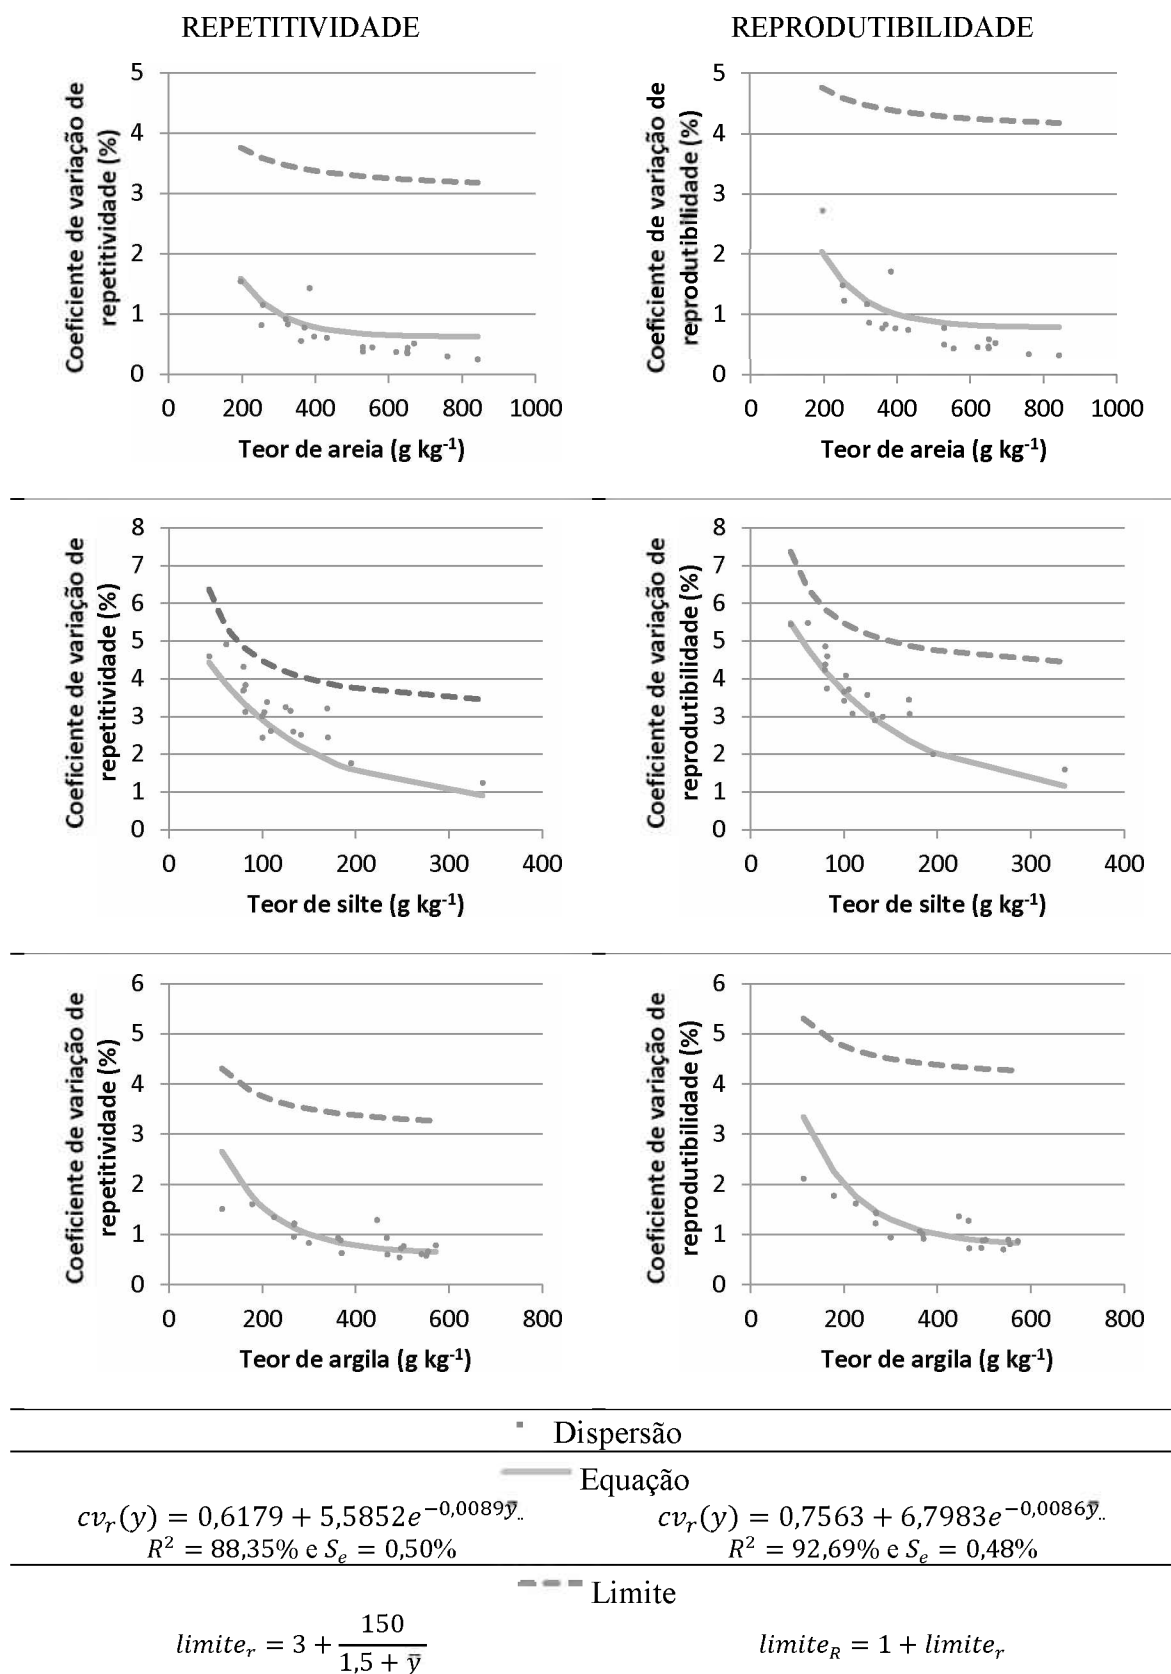 REPETITIVIDADE
REPRODUTIBILIDADE
Coeficiente de variação de
repetitividade (%)
5
4
3
2
1
0
0 200 400 600 800 1000
Teor de areia (g kg⁻¹)
Coeficiente de variação de
reprodutibilidade (%)
5
4
3
2
1
0
0 200 400 600 800 1000
Teor de areia (g kg⁻¹)
Coeficiente de variação de
repetitividade (%)
8
7
6
5
4
3
2
1
0
0 100 200 300 400
Teor de silte (g kg⁻¹)
Coeficiente de variação de
reprodutibilidade (%)
8
7
6
5
4
3
2
1
0
0 100 200 300 400
Teor de silte (g kg⁻¹)
Coeficiente de variação de
repetitividade (%)
6
5
4
3
2
1
0
0 200 400 600 800
Teor de argila (g kg⁻¹)
Coeficiente de variação de
reprodutibilidade (%)
6
5
4
3
2
1
0
0 200 400 600 800
Teor de argila (g kg⁻¹)
Dispersão
Equação
cv_r(y) = 0,6179 + 5,5852e^{-0,0089ȳ..}
R² = 88,35% e S_e = 0,50%
cv_r(y) = 0,7563 + 6,7983e^{-0,0086ȳ..}
R² = 92,69% e S_e = 0,48%
Limite
limite_r = 3 + 150 / (1,5 + ȳ)
limite_R = 1 + limite_r